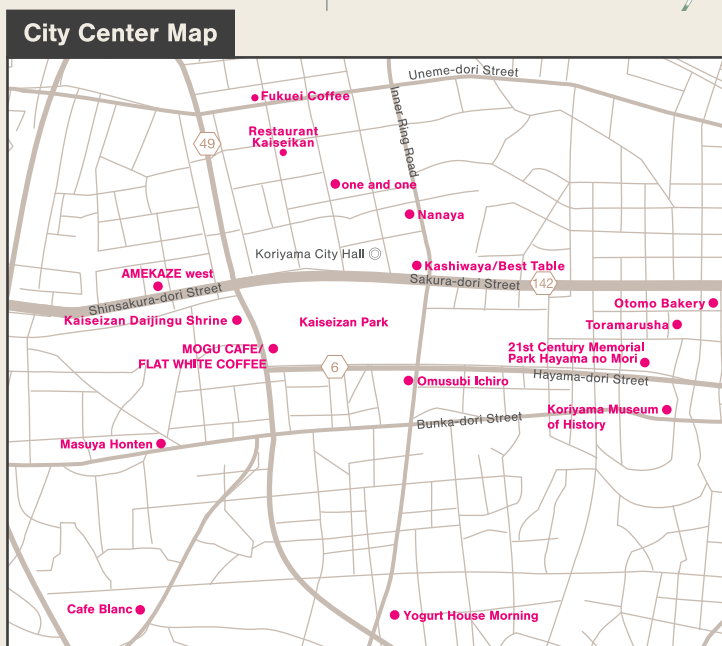 City Center Map
Uneme-dori Street
Fukuei Coffee
Inner Ring Road
Restaurant
Kaiseikan
49
one and one
Nanaya
Koriyama City Hall
Kashiwaya/Best Table
AMEKAZE west
Sakura-dori Street
142
Shinsakura-dori Street
Otomo Bakery
Kaiseizan Daijingu Shrine
Kaiseizan Park
Toramarusha
MOGU CAFE/
FLAT WHITE COFFEE
21st Century Memorial
Park Hayama no Mori
6
Hayama-dori Street
Omusubi Ichiro
Koriyama Museum
of History
Bunka-dori Street
Masuya Honten
Cafe Blanc
Yogurt House Morning